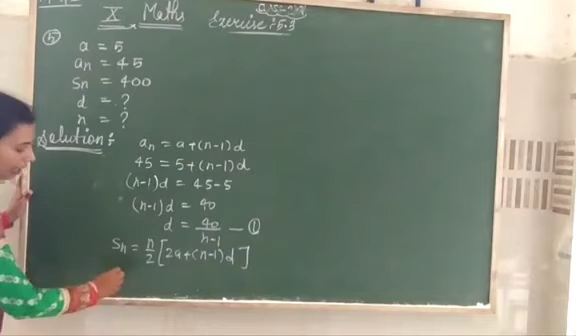 X Maths
Exercise : 5.3
⑤
a = 5
an = 45
Sn = 400
d = ?
n = ?
Solution :
an = a+(n-1)d
45 = 5+(n-1)d
(n-1)d = 45-5
(n-1)d = 40
d = 40/n-1 — ①
Sn = n/2 [2a+(n-1)d]